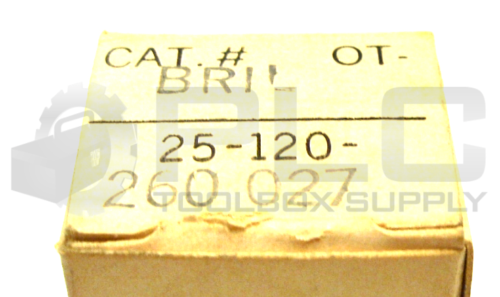 CAT.# OT-
BRIL
25-120-
260 027
PLC
TOOLBOX SUPPLY